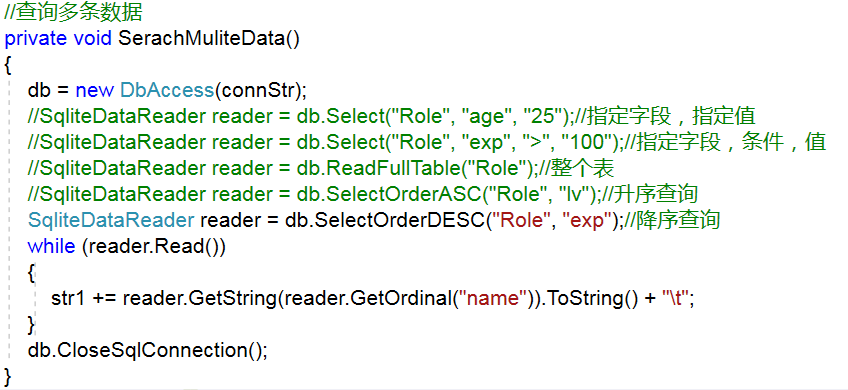 //查询多条数据
private void SerachMuliteData()
{
db = new DbAccess(connStr);
//SqliteDataReader reader = db.Select("Role", "age", "25");//指定字段，指定值
//SqliteDataReader reader = db.Select("Role", "exp", ">", "100");//指定字段，条件，值
//SqliteDataReader reader = db.ReadFullTable("Role");//整个表
//SqliteDataReader reader = db.SelectOrderASC("Role", "lv");//升序查询
SqliteDataReader reader = db.SelectOrderDESC("Role", "exp");//降序查询
while (reader.Read())
{
str1 += reader.GetString(reader.GetOrdinal("name")).ToString() + "\t";
}
db.CloseSqlConnection();
}